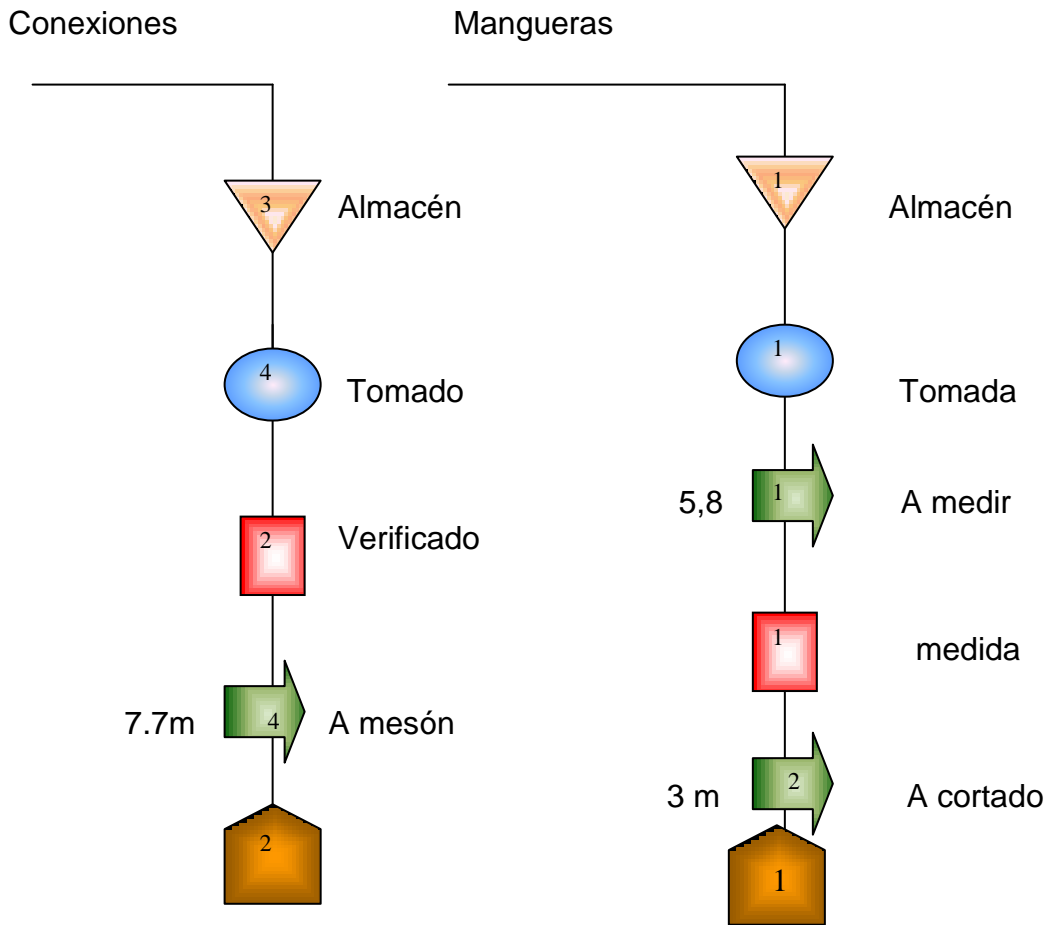 Conexiones
3
Almacén
4
Tomado
2
Verificado
7.7m
4
A mesón
2
Mangueras
1
Almacén
1
Tomada
5,8
1
A medir
1
medida
3 m
2
A cortado
1